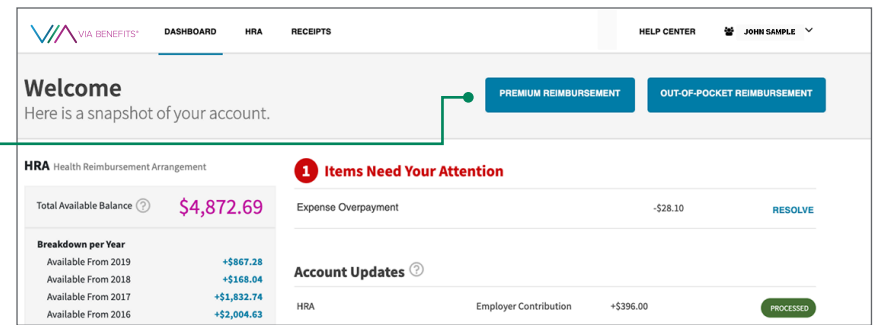 VIA BENEFITS™ DASHBOARD HRA RECEIPTS HELP CENTER JOHN SAMPLE
Welcome
Here is a snapshot of your account.
PREMIUM REIMBURSEMENT OUT-OF-POCKET REIMBURSEMENT
HRA Health Reimbursement Arrangement
Total Available Balance ? $4,872.69
Breakdown per Year
Available From 2019 +$867.28
Available From 2018 +$168.04
Available From 2017 +$1,832.74
Available From 2016 +$2,004.63
1 Items Need Your Attention
Expense Overpayment -$28.10 RESOLVE
Account Updates ?
HRA Employer Contribution +$396.00 PROCESSED